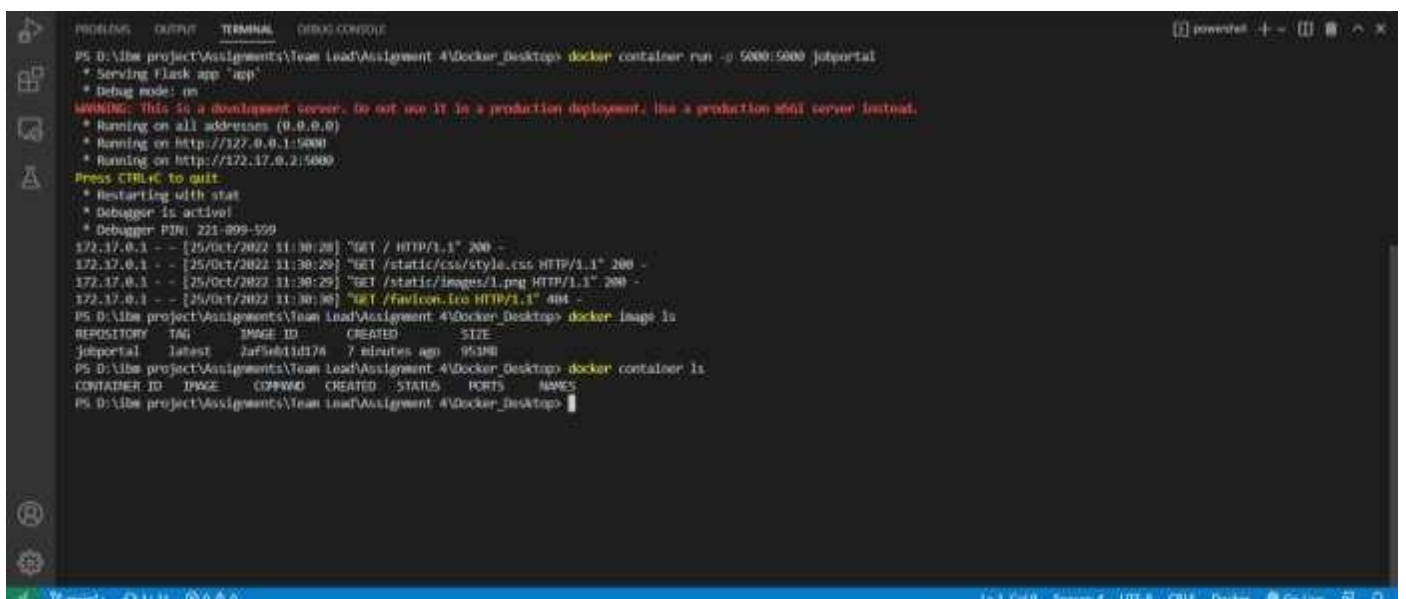 PROBLEMS OUTPUT TERMINAL DEBUG CONSOLE
powershell
PS D:\ibm project\Assignments\Team Lead\Assignment 4\Docker_Desktop> docker container run -p 5000:5000 jobportal
* Serving Flask app 'app'
* Debug mode: on
WARNING: This is a development server. Do not use it in a production deployment. Use a production WSGI server instead.
* Running on all addresses (0.0.0.0)
* Running on http://127.0.0.1:5000
* Running on http://172.17.0.2:5000
Press CTRL+C to quit
* Restarting with stat
* Debugger is active!
* Debugger PIN: 221-099-559
172.17.0.1 - - [25/Oct/2022 11:30:28] "GET / HTTP/1.1" 200 -
172.17.0.1 - - [25/Oct/2022 11:30:29] "GET /static/css/style.css HTTP/1.1" 200 -
172.17.0.1 - - [25/Oct/2022 11:30:29] "GET /static/images/1.png HTTP/1.1" 200 -
172.17.0.1 - - [25/Oct/2022 11:30:30] "GET /favicon.ico HTTP/1.1" 404 -
PS D:\ibm project\Assignments\Team Lead\Assignment 4\Docker_Desktop> docker image ls
REPOSITORY TAG IMAGE ID CREATED SIZE
jobportal latest 7 minutes ago 951MB
PS D:\ibm project\Assignments\Team Lead\Assignment 4\Docker_Desktop> docker container ls
CONTAINER ID IMAGE COMMAND CREATED STATUS PORTS NAMES
PS D:\ibm project\Assignments\Team Lead\Assignment 4\Docker_Desktop>